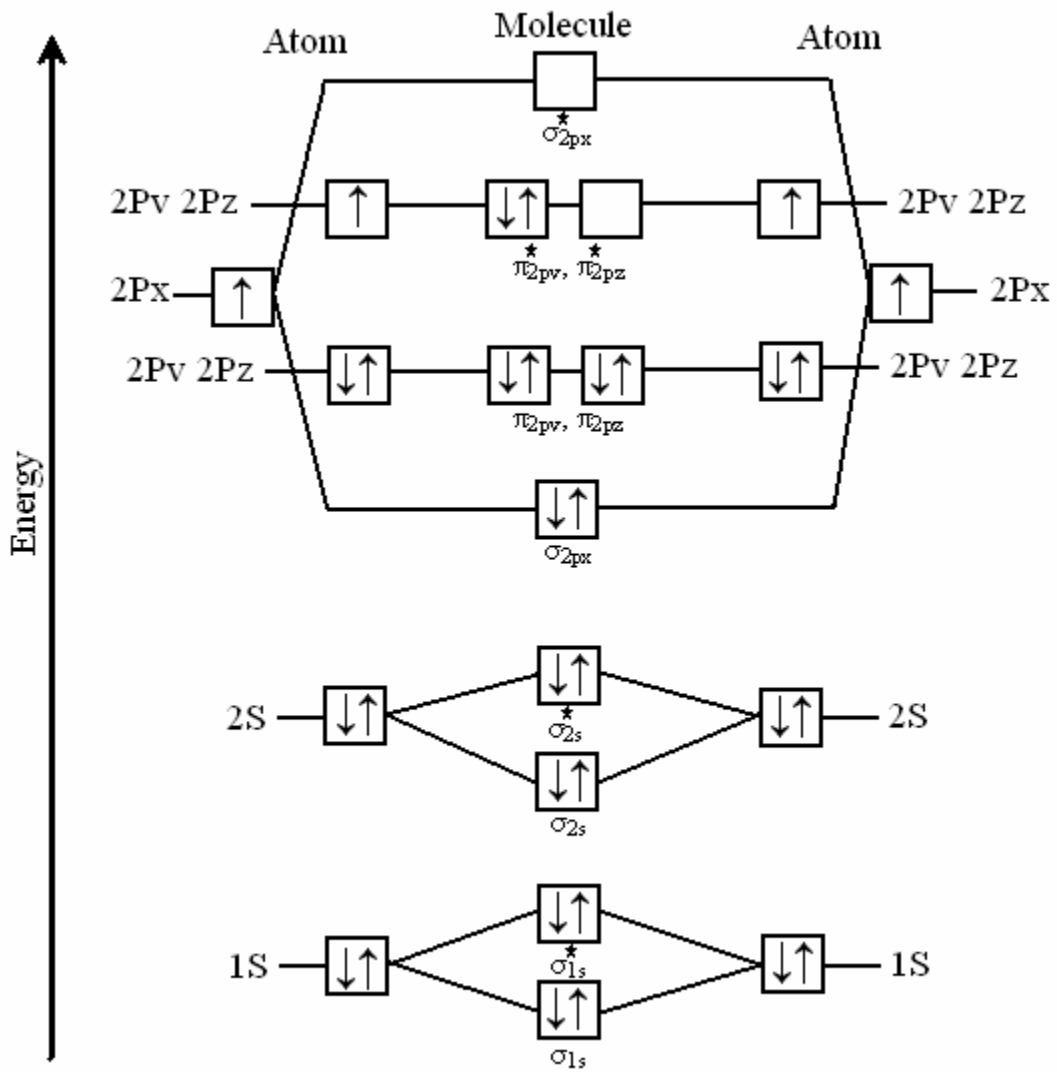 Molecule
Atom Atom
σ*2px
2Pv 2Pz ↑ ↓↑ ↑ 2Pv 2Pz
π*2pv, π*2pz
2Px ↑ ↑ 2Px
2Pv 2Pz ↓↑ ↓↑ ↓↑ ↓↑ 2Pv 2Pz
π2pv, π2pz
Energy
↓↑
σ2px
↓↑
2S ↓↑ ↓↑ 2S
σ*2s
↓↑
σ2s
↓↑
1S ↓↑ ↓↑ 1S
σ*1s
↓↑
σ1s